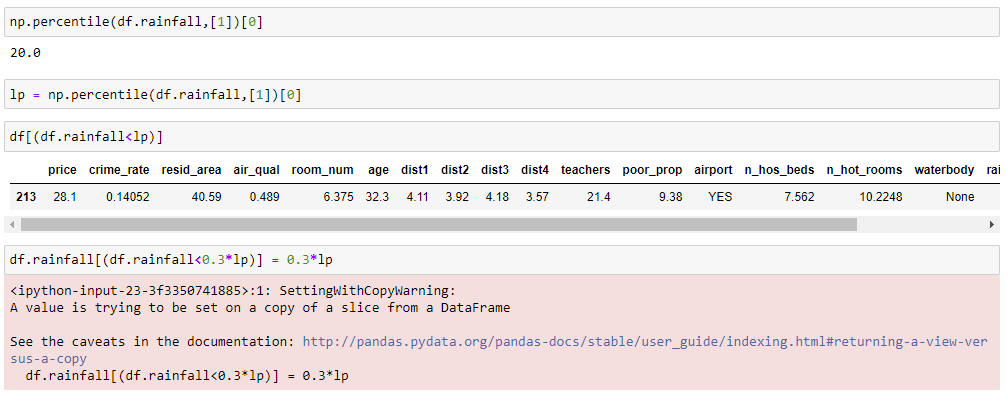 np.percentile(df.rainfall,[1])[0]
20.0
lp = np.percentile(df.rainfall,[1])[0]
df[(df.rainfall<lp)]
price crime_rate resid_area air_qual room_num age dist1 dist2 dist3 dist4 teachers poor_prop airport n_hos_beds n_hot_rooms waterbody rai
213 28.1 0.14052 40.59 0.489 6.375 32.3 4.11 3.92 4.18 3.57 21.4 9.38 YES 7.562 10.2248 None
df.rainfall[(df.rainfall<0.3*lp)] = 0.3*lp
<ipython-input-23-3f3350741885>:1: SettingWithCopyWarning:
A value is trying to be set on a copy of a slice from a DataFrame
See the caveats in the documentation: http://pandas.pydata.org/pandas-docs/stable/user_guide/indexing.html#returning-a-view-ver
sus-a-copy
df.rainfall[(df.rainfall<0.3*lp)] = 0.3*lp